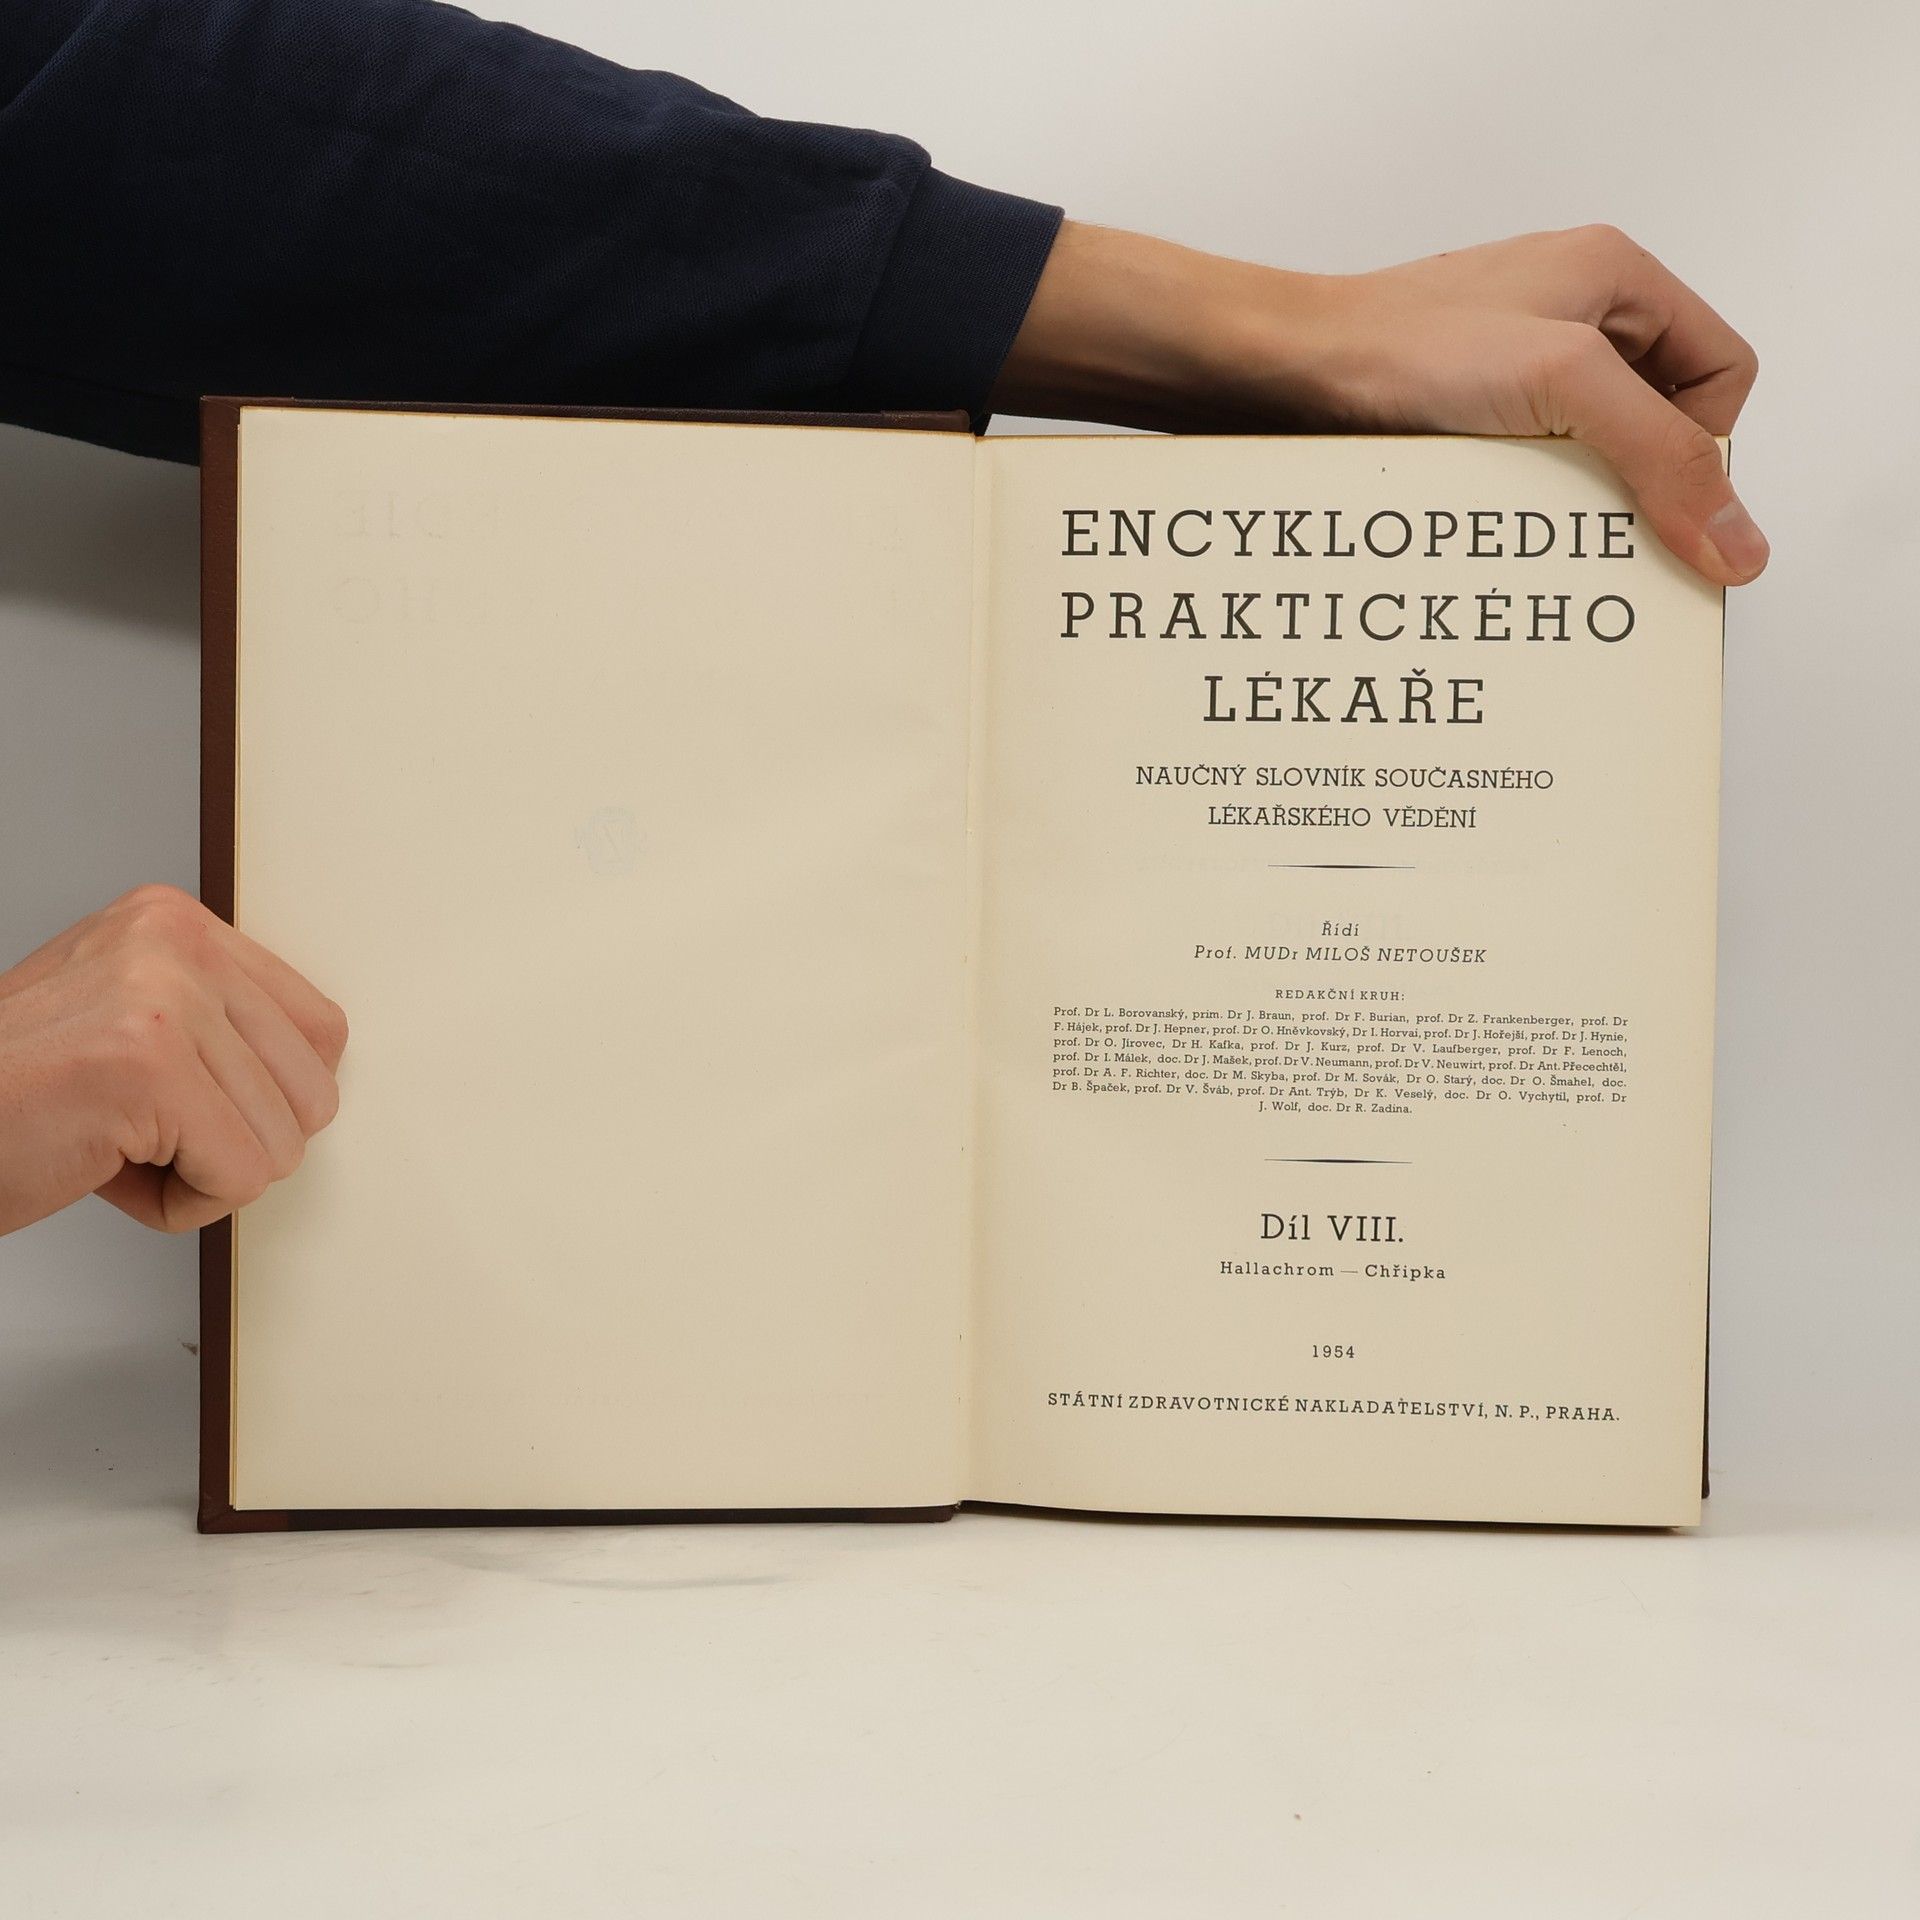 ENCYKLOPEDIE
PRAKTICKÉHO
LÉKAŘE
NAUČNÝ SLOVNÍK SOUČASNÉHO
LÉKAŘSKÉHO VĚDĚNÍ
Řídí
Prof. MUDr MILOŠ NETOUŠEK
REDAKČNÍ KRUH:
Prof. Dr L. Borovanský, prim. Dr J. Braun, prof. Dr F. Burian, prof. Dr Z. Frankenberger, prof. Dr
F. Hájek, prof. Dr J. Hepner, prof. Dr O. Hněvkovský, Dr I. Horvai, prof. Dr J. Hořejší, prof. Dr J. Hynie,
prof. Dr O. Jírovec, Dr H. Kafka, prof. Dr J. Kurz, prof. Dr V. Laufberger, prof. Dr F. Lenoch,
prof. Dr I. Málek, doc. Dr J. Mašek, prof. Dr V. Neumann, prof. Dr V. Neuwirt, prof. Dr Ant. Přecechtěl,
prof. Dr A. F. Richter, doc. Dr M. Skyba, prof. Dr M. Sovák, Dr O. Starý, doc. Dr O. Šmahel, doc.
Dr B. Špaček, prof. Dr V. Šváb, prof. Dr Ant. Trýb, Dr K. Veselý, doc. Dr O. Vychytil, prof. Dr
J. Wolf, doc. Dr R. Zadina.
Díl VIII.
Hallachrom — Chřipka
1954
STÁTNÍ ZDRAVOTNICKÉ NAKLADATELSTVÍ, N. P., PRAHA.